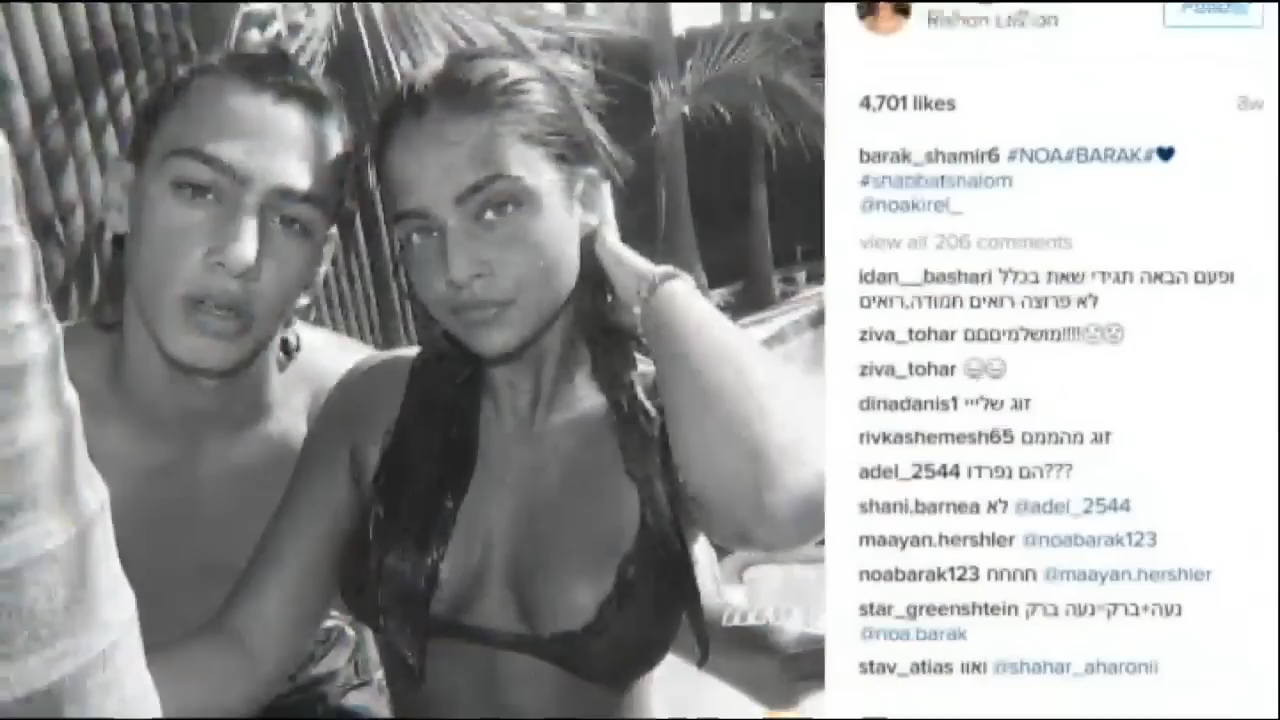 Rishon LeZion
4,701 likes
barak_shamir6 #NOA#BARAK#
#shabbatshalom
@noakirel_
view all 206 comments
idan__bashari ופעם הבאה תגידי שאת בכלל
לא פרוצה רואים חמודה,רואים
ziva_tohar מושלמיםםם!!!!
ziva_tohar
dinadanis1 זוג שלייי
rivkashemesh65 זוג מהממם
adel_2544 הם נפרדו???
shani.barnea לא @adel_2544
maayan.hershler @noabarak123
noabarak123 חחחח @maayan.hershler
star_greenshtein נעה+ברק=נעה ברק
@noa.barak
stav_atias ואוו @shahar_aharonii